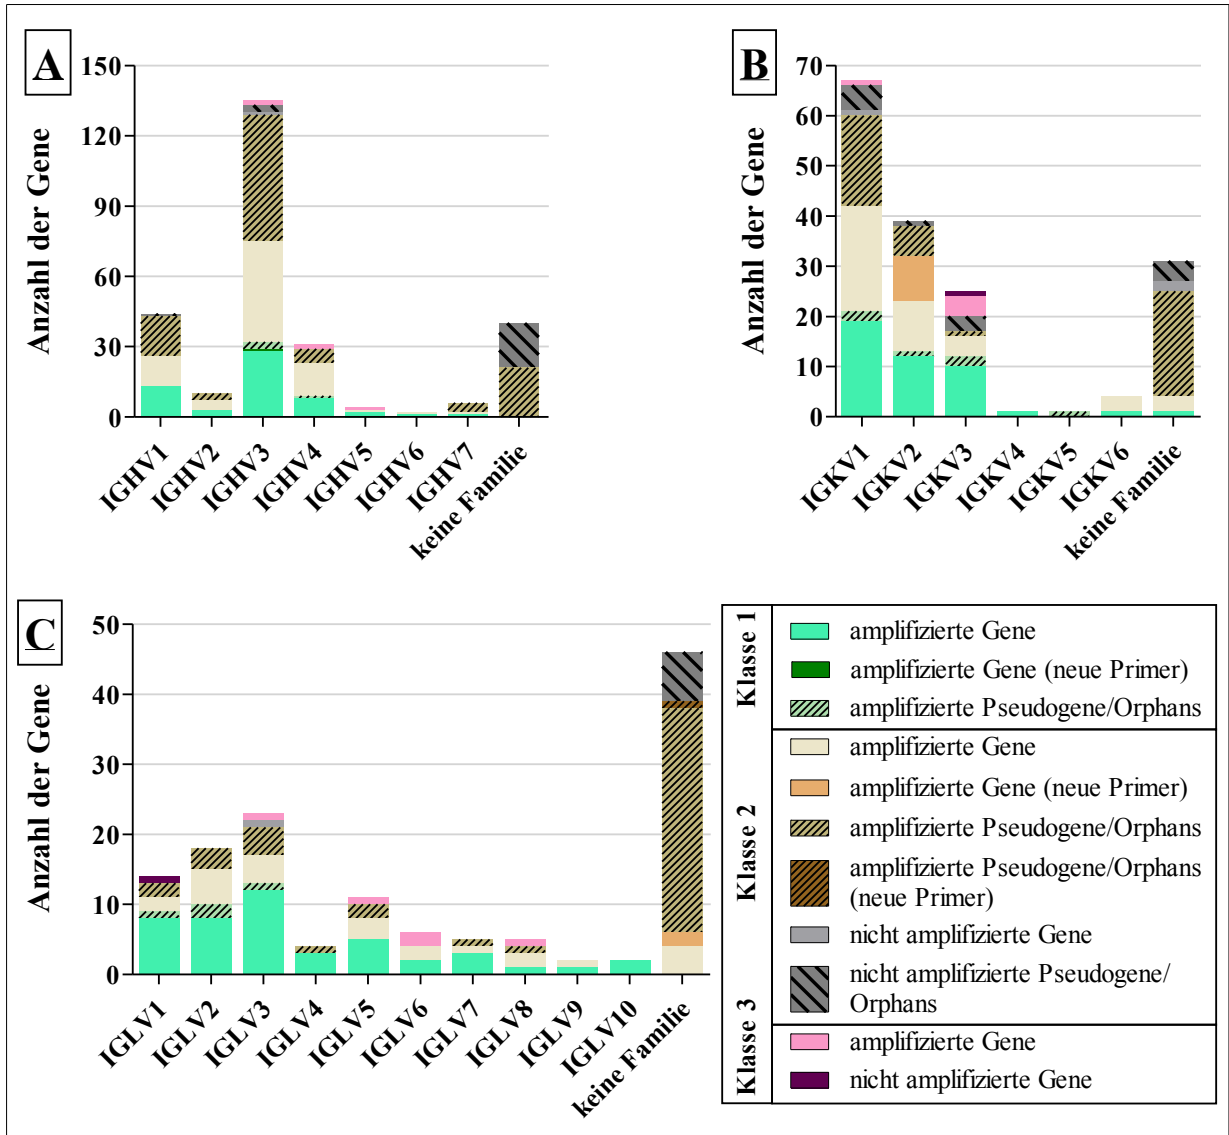 A
Anzahl der Gene
150
120
90
60
30
0
IGHV1
IGHV2
IGHV3
IGHV4
IGHV5
IGHV6
IGHV7
keine Familie
B
Anzahl der Gene
70
60
50
40
30
20
10
0
IGKV1
IGKV2
IGKV3
IGKV4
IGKV5
IGKV6
keine Familie
C
Anzahl der Gene
50
40
30
20
10
0
IGLV1
IGLV2
IGLV3
IGLV4
IGLV5
IGLV6
IGLV7
IGLV8
IGLV9
IGLV10
keine Familie
Klasse 1
amplifizierte Gene
amplifizierte Gene (neue Primer)
amplifizierte Pseudogene/Orphans
Klasse 2
amplifizierte Gene
amplifizierte Gene (neue Primer)
amplifizierte Pseudogene/Orphans
amplifizierte Pseudogene/Orphans
(neue Primer)
nicht amplifizierte Gene
nicht amplifizierte Pseudogene/
Orphans
Klasse 3
amplifizierte Gene
nicht amplifizierte Gene